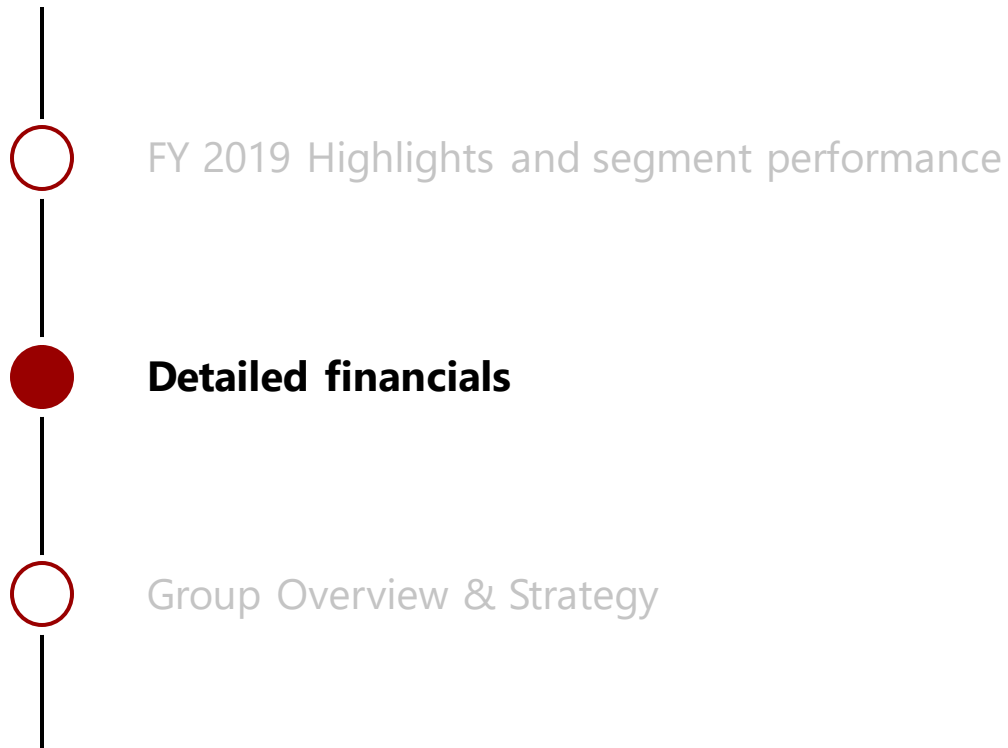 FY 2019 Highlights and segment performance
Detailed financials
Group Overview & Strategy